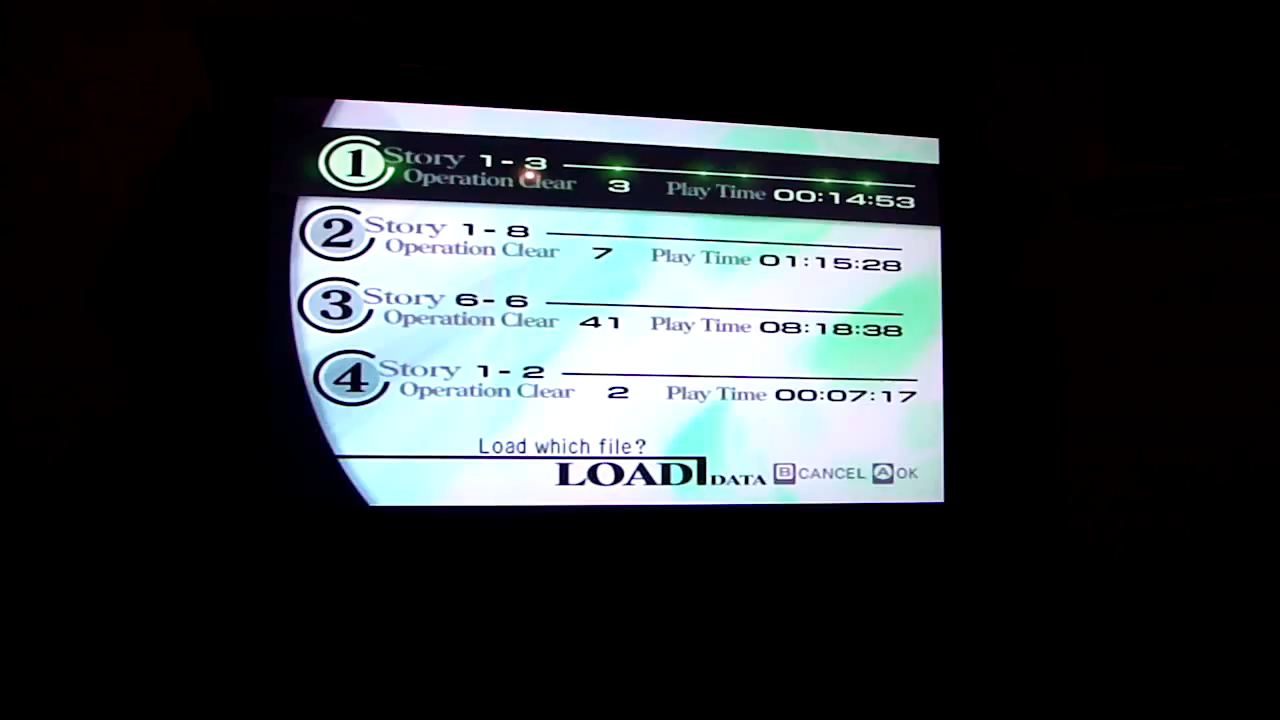 1
Story 1 - 3
Operation Clear 3 Play Time 00:14:53
2
Story 1 - 8
Operation Clear 7 Play Time 01:15:28
3
Story 6 - 6
Operation Clear 41 Play Time 08:18:38
4
Story 1 - 2
Operation Clear 2 Play Time 00:07:17
Load which file?
LOAD DATA B CANCEL A OK